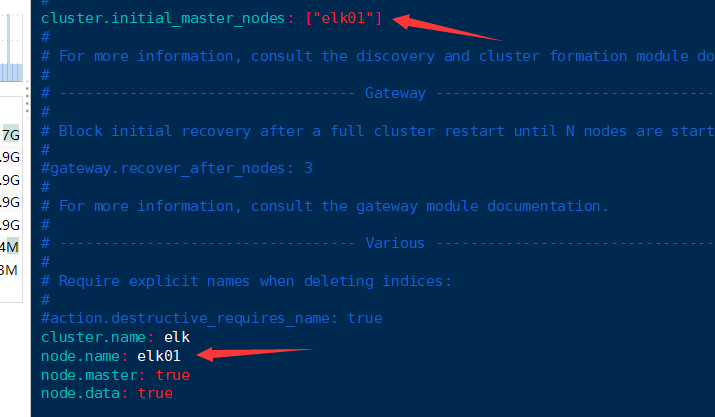 #
cluster.initial_master_nodes: ["elk01"]
#
# For more information, consult the discovery and cluster formation module do
#
# ---------------------------------- Gateway -----------------------------------
#
# Block initial recovery after a full cluster restart until N nodes are start
#
#gateway.recover_after_nodes: 3
#
# For more information, consult the gateway module documentation.
#
# ---------------------------------- Various -----------------------------------
#
# Require explicit names when deleting indices:
#
#action.destructive_requires_name: true
cluster.name: elk
node.name: elk01
node.master: true
node.data: true
7G
.9G
.9G
.9G
.9G
4M
3M